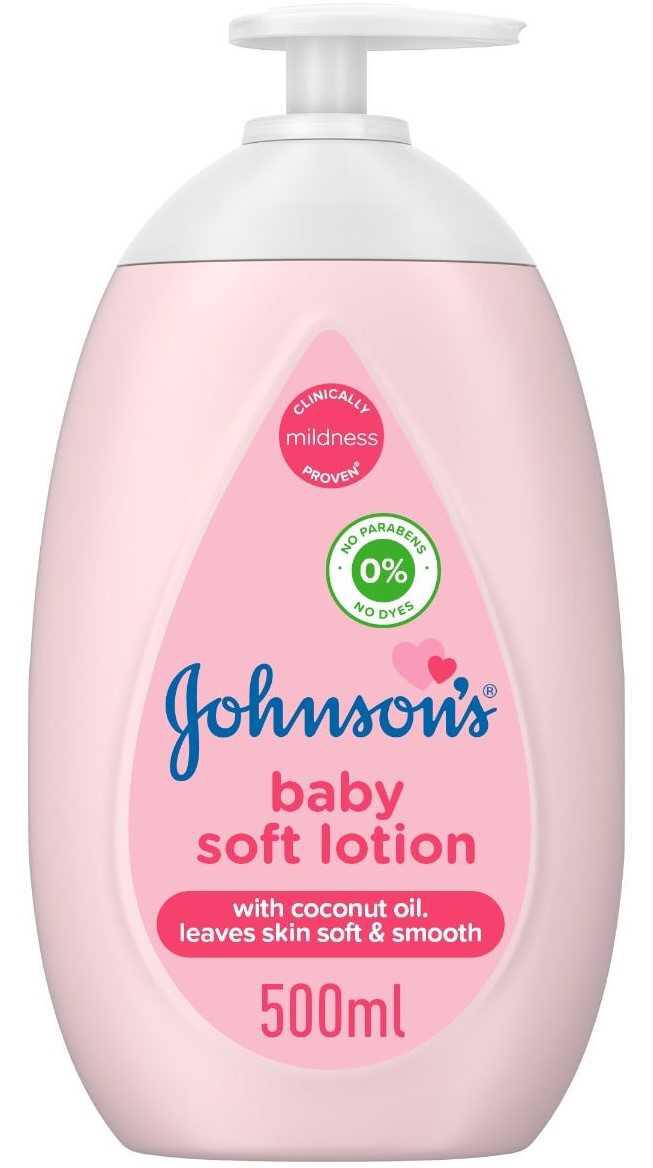 CLINICALLY
mildness
PROVEN®
NO PARABENS
0%
NO DYES
Johnson's®
baby
soft lotion
with coconut oil.
leaves skin soft & smooth
500ml